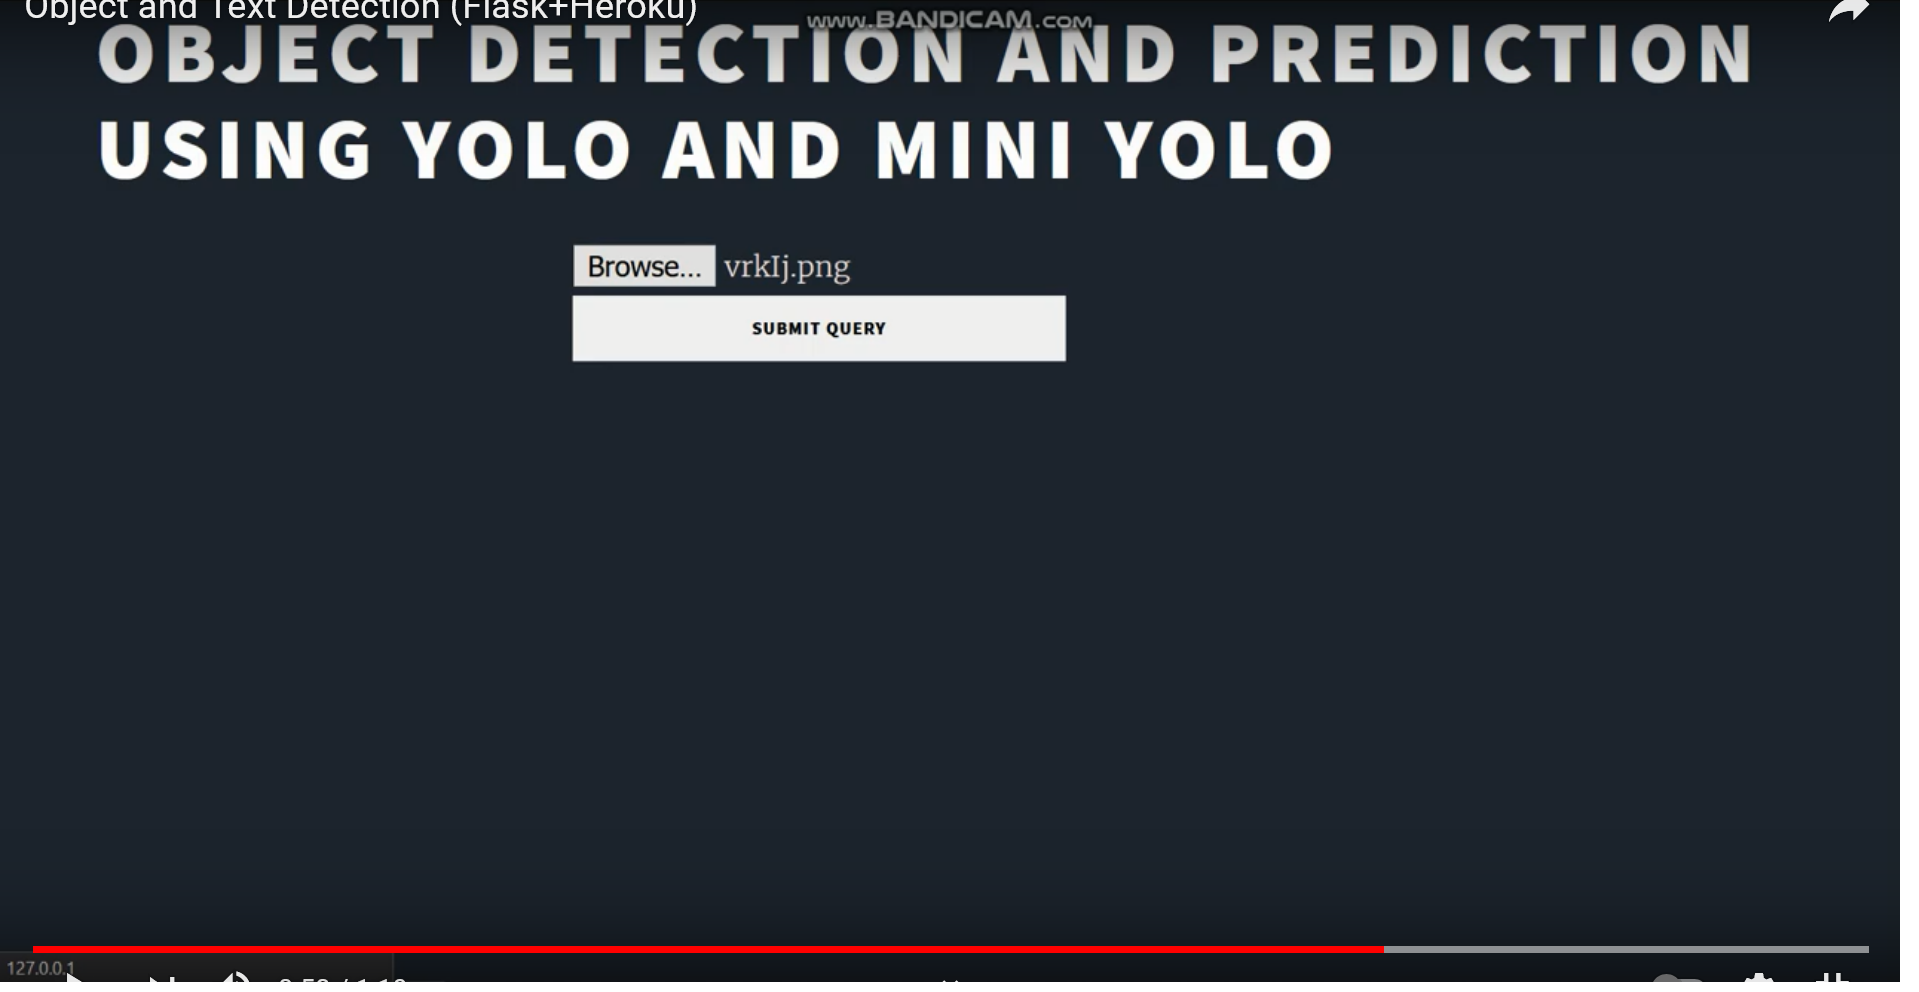 Object and Text Detection (Flask+Heroku)
www.BANDICAM.com
OBJECT DETECTION AND PREDICTION
USING YOLO AND MINI YOLO
Browse... vrkIj.png
SUBMIT QUERY
127.0.0.1